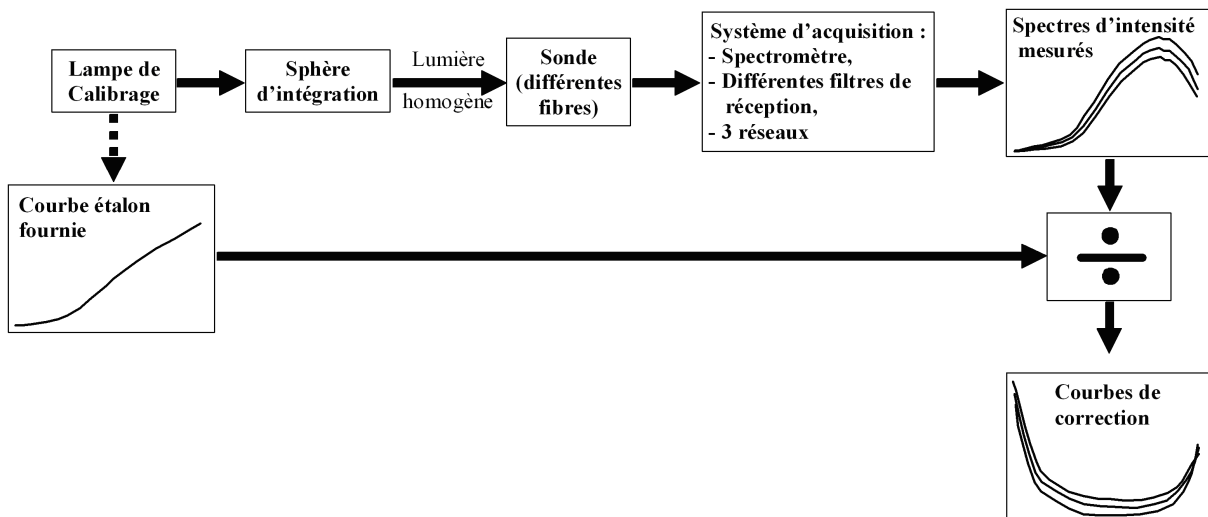 Lampe de
Calibrage
Sphère
d'intégration
Lumière
homogène
Sonde
(différentes
fibres)
Système d'acquisition :
- Spectromètre,
- Différentes filtres de
réception,
- 3 réseaux
Spectres d'intensité
mesurés
Courbe étalon
fournie
Courbes de
correction